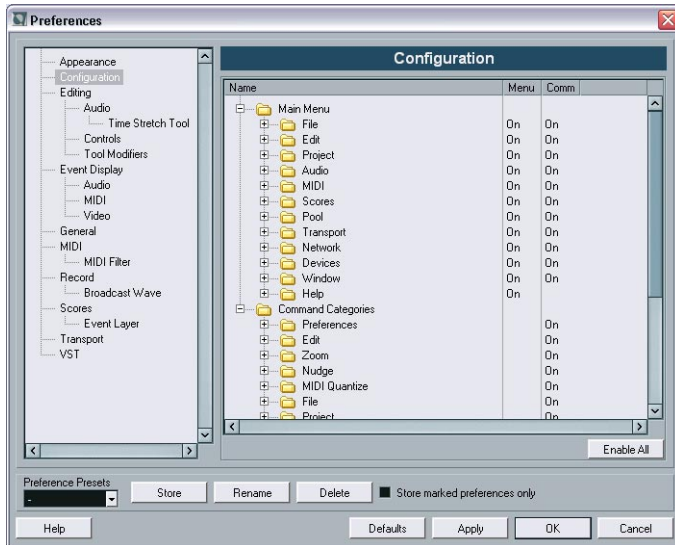 Preferences
Appearance
Configuration
Editing
Audio
Time Stretch Tool
Controls
Tool Modifiers
Event Display
Audio
MIDI
Video
General
MIDI
MIDI Filter
Record
Broadcast Wave
Scores
Event Layer
Transport
VST
Configuration
Name Menu Comm
Main Menu
File On On
Edit On On
Project On On
Audio On On
MIDI On On
Scores On On
Pool On On
Transport On On
Network On On
Devices On On
Window On On
Help On
Command Categories
Preferences On
Edit On
Zoom On
Nudge On
MIDI Quantize On
File On
Project On
Enable All
Preference Presets
-
Store Rename Delete Store marked preferences only
Help Defaults Apply OK Cancel